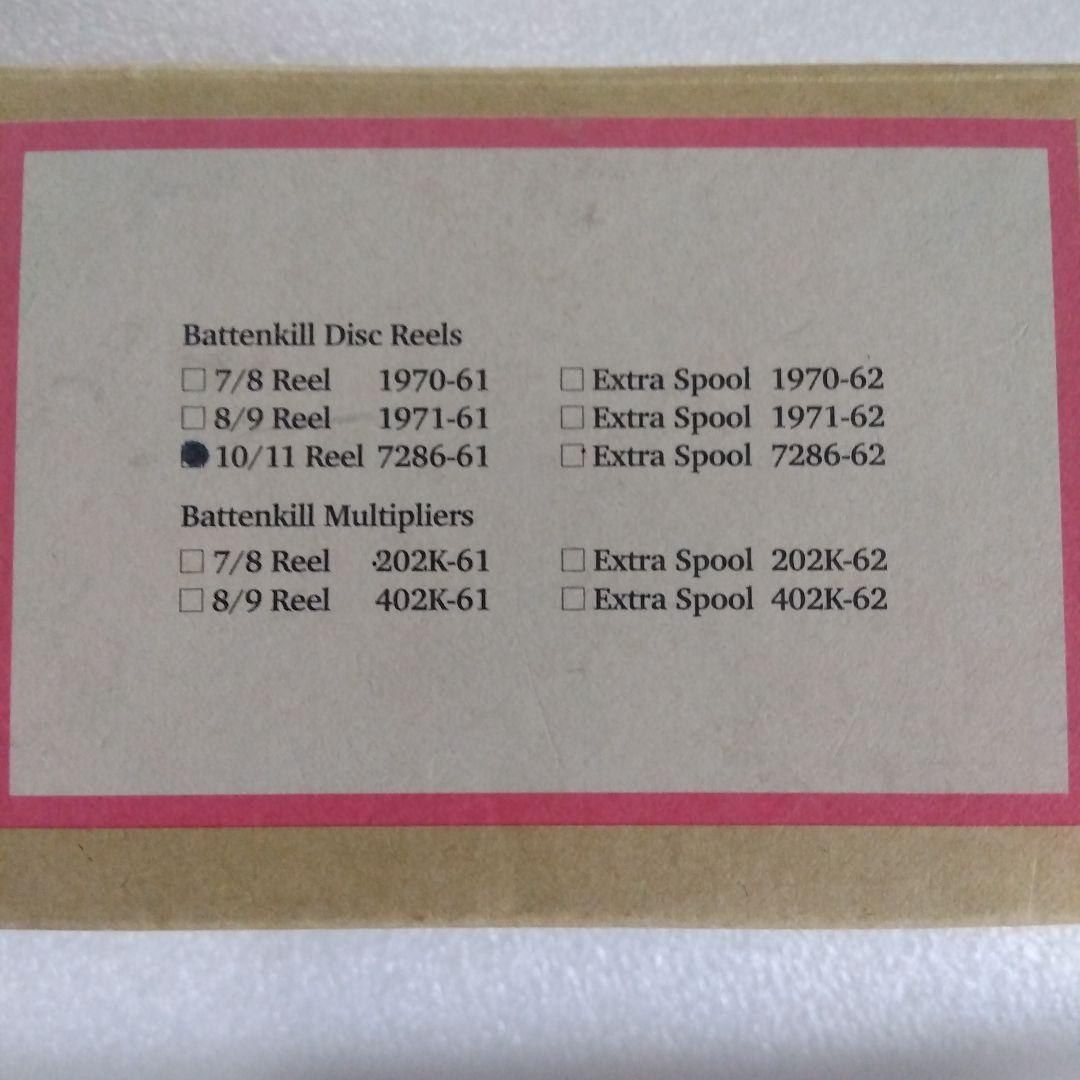 Battenkill Disc Reels
☐ 7/8 Reel 1970-61 ☐ Extra Spool 1970-62
☐ 8/9 Reel 1971-61 ☐ Extra Spool 1971-62
● 10/11 Reel 7286-61 ☐ Extra Spool 7286-62
Battenkill Multipliers
☐ 7/8 Reel 202K-61 ☐ Extra Spool 202K-62
☐ 8/9 Reel 402K-61 ☐ Extra Spool 402K-62